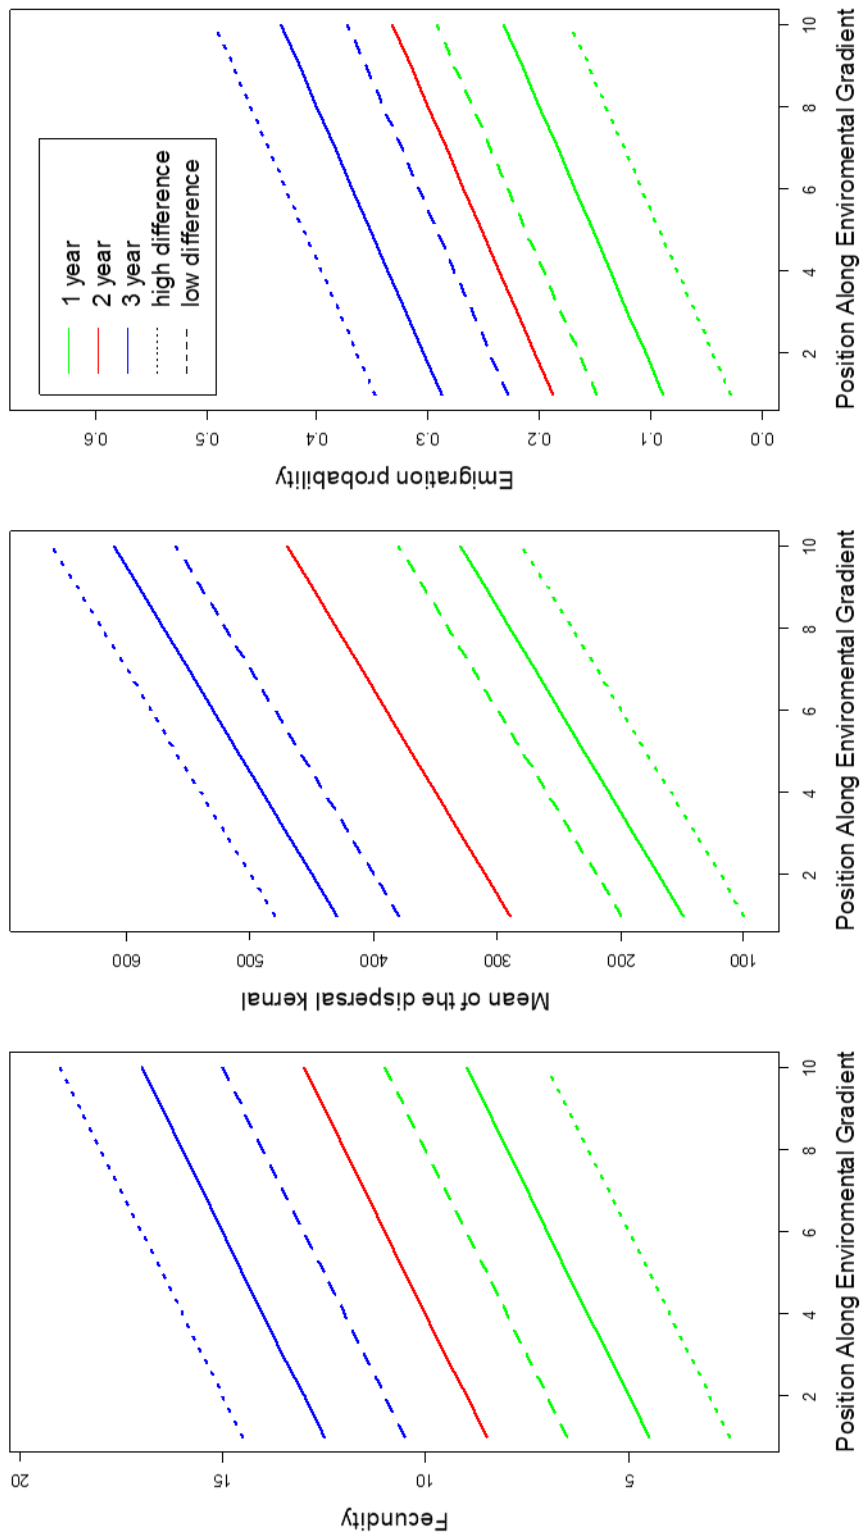 Fecundity
20
15
10
5
2
4
6
8
10
Position Along Enviromental Gradient
Mean of the dispersal kernal
600
500
400
300
200
100
2
4
6
8
10
Position Along Enviromental Gradient
Emigration probability
0.6
0.5
0.4
0.3
0.2
0.1
0.0
2
4
6
8
10
Position Along Enviromental Gradient
1 year
2 year
3 year
high difference
low difference